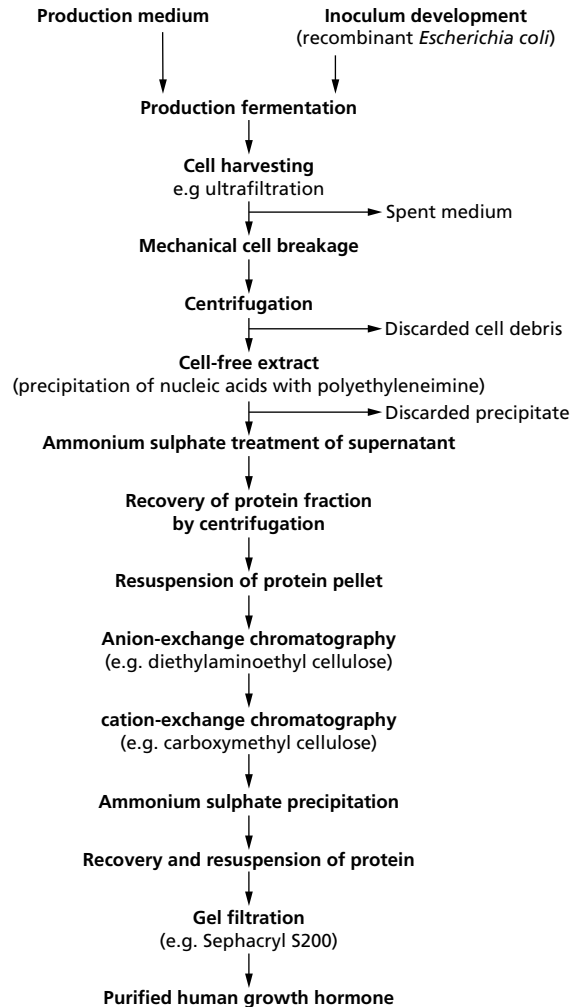 Production medium
Inoculum development
(recombinant Escherichia coli)
Production fermentation
Cell harvesting
e.g ultrafiltration
Spent medium
Mechanical cell breakage
Centrifugation
Discarded cell debris
Cell-free extract
(precipitation of nucleic acids with polyethyleneimine)
Discarded precipitate
Ammonium sulphate treatment of supernatant
Recovery of protein fraction
by centrifugation
Resuspension of protein pellet
Anion-exchange chromatography
(e.g. diethylaminoethyl cellulose)
cation-exchange chromatography
(e.g. carboxymethyl cellulose)
Ammonium sulphate precipitation
Recovery and resuspension of protein
Gel filtration
(e.g. Sephacryl S200)
Purified human growth hormone